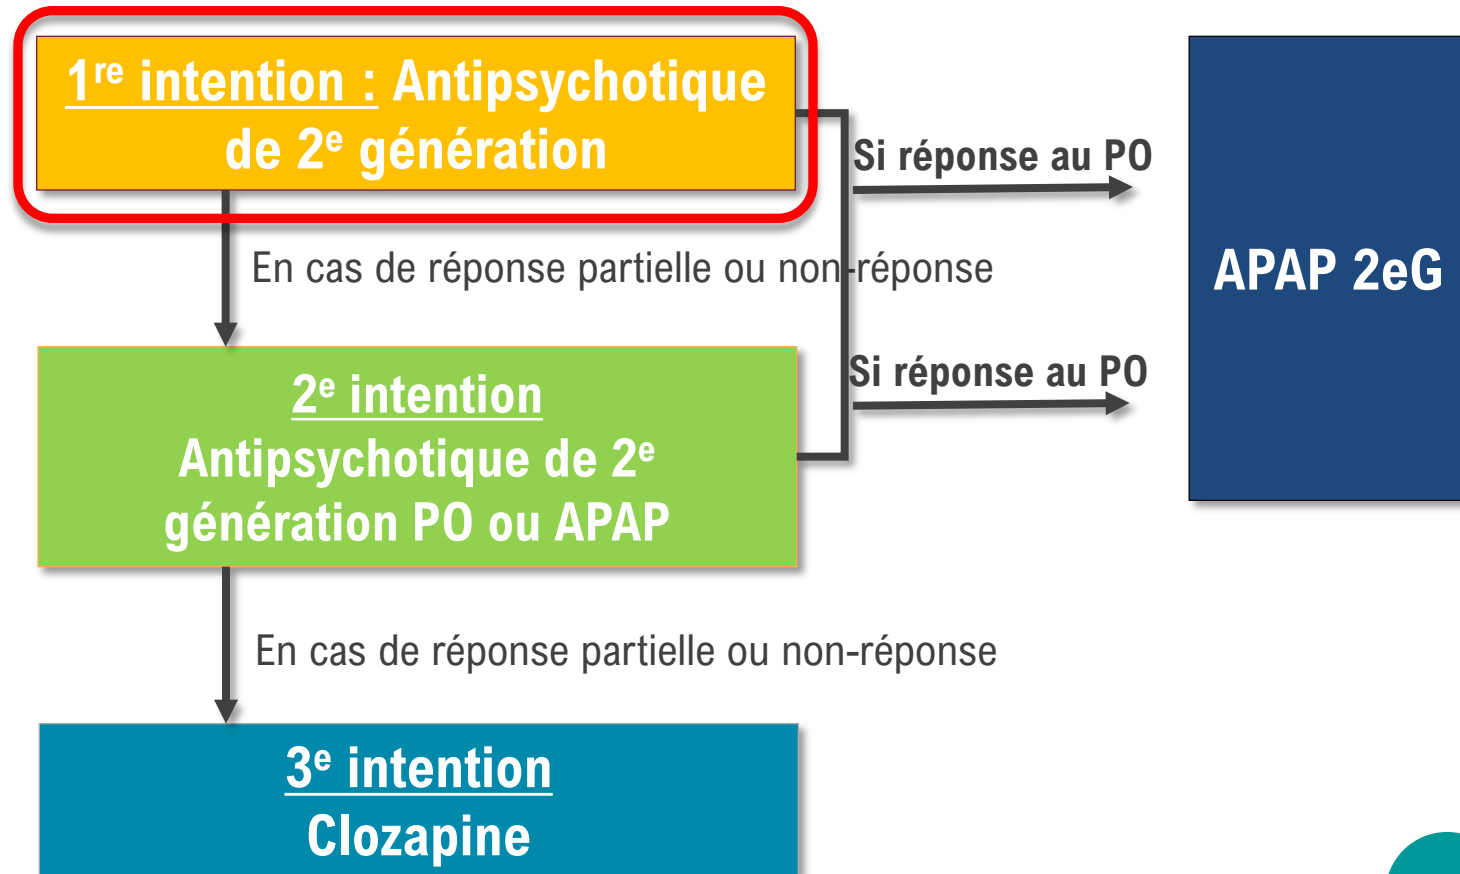 1re intention : Antipsychotique
de 2e génération
Si réponse au PO
En cas de réponse partielle ou non-réponse
APAP 2eG
Si réponse au PO
2e intention
Antipsychotique de 2e
génération PO ou APAP
En cas de réponse partielle ou non-réponse
3e intention
Clozapine